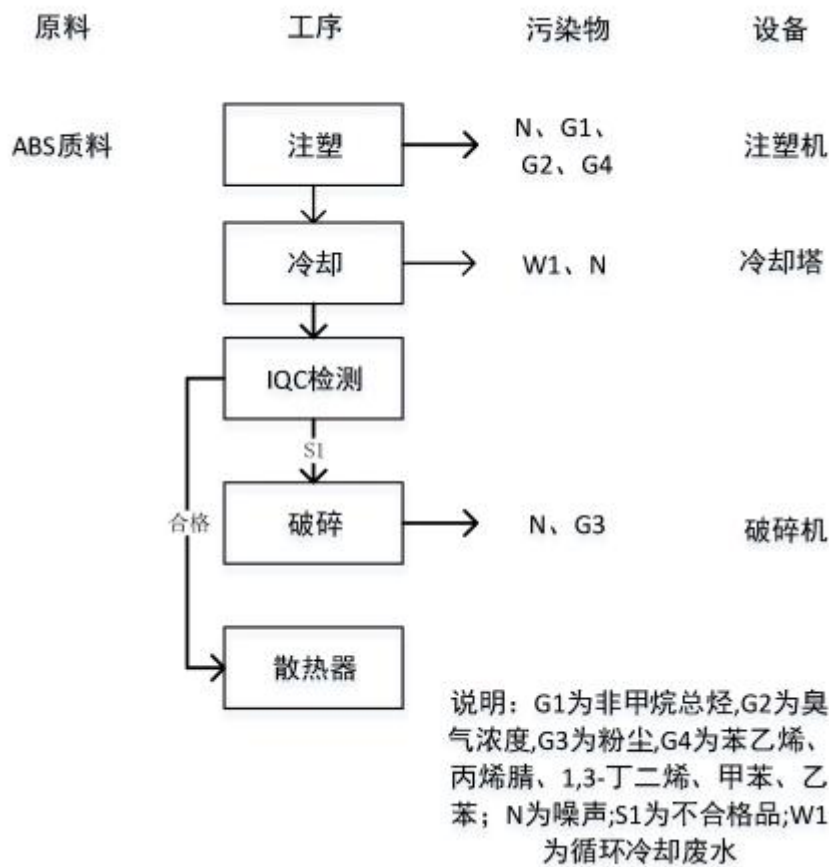 原料 工序 污染物 设备
ABS质料 注塑 N、G1、 注塑机
G2、G4
冷却 W1、N 冷却塔
IQC检测
S1
合格 破碎 N、G3 破碎机
散热器
说明：G1为非甲烷总烃,G2为臭
气浓度,G3为粉尘,G4为苯乙烯、
丙烯腈、1,3-丁二烯、甲苯、乙
苯；N为噪声;S1为不合格品;W1
为循环冷却废水